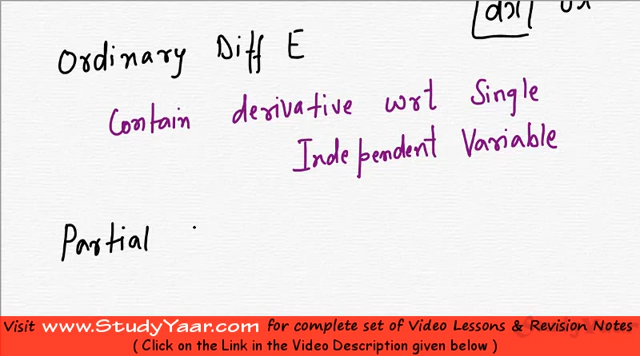 dx
Ordinary Diff E
Contain derivative wrt Single
Independent Variable
Partial
Visit www.StudyYaar.com for complete set of Video Lessons & Revision Notes
( Click on the Link in the Video Description given below )